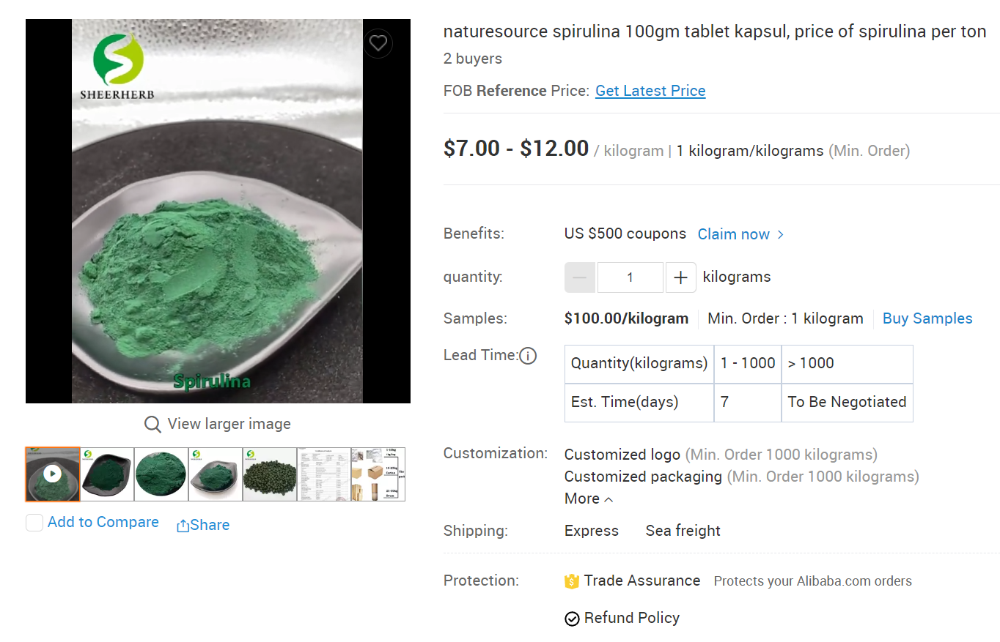 SHEERHERB
Spirulina
View larger image
Add to Compare
Share
naturesource spirulina 100gm tablet kapsul, price of spirulina per ton
2 buyers
FOB Reference Price: Get Latest Price
$7.00 - $12.00 / kilogram | 1 kilogram/kilograms (Min. Order)
Benefits: US $500 coupons Claim now
quantity: 1 kilograms
Samples: $100.00/kilogram Min. Order : 1 kilogram Buy Samples
Lead Time:
Quantity(kilograms) 1 - 1000 > 1000
Est. Time(days) 7 To Be Negotiated
Customization: Customized logo (Min. Order 1000 kilograms)
Customized packaging (Min. Order 1000 kilograms)
More
Shipping: Express Sea freight
Protection: Trade Assurance Protects your Alibaba.com orders
Refund Policy